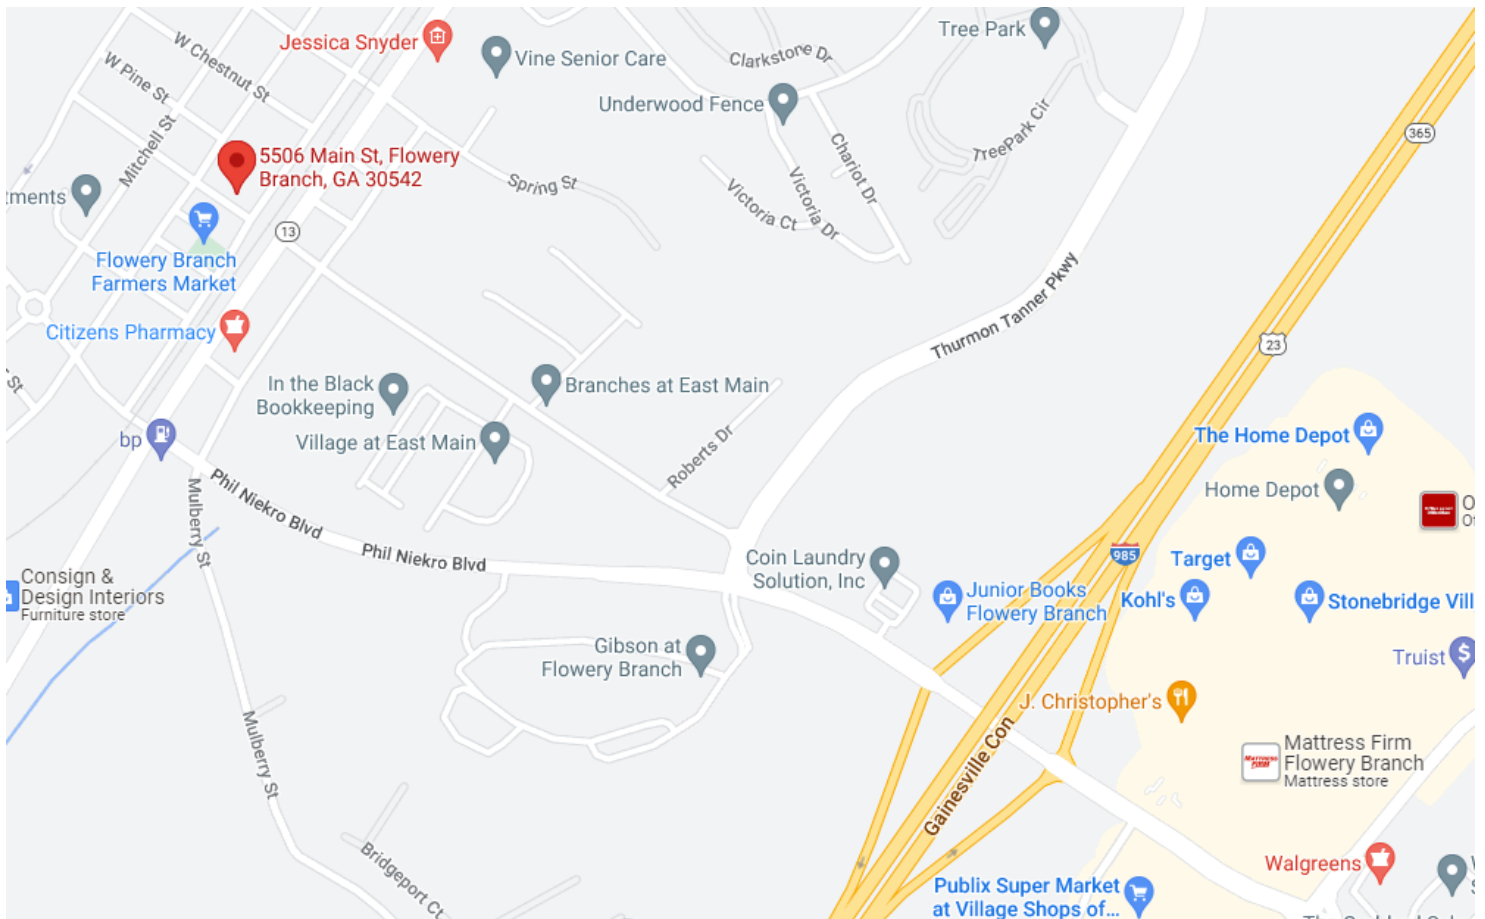 Jessica Snyder
Vine Senior Care
Tree Park
Clarkstone Dr
W Chestnut St
W Pine St
Underwood Fence
365
Mitchell St
5506 Main St, Flowery
Branch, GA 30542
TreePark Cir
Chariot Dr
Spring St
Victoria Ct
Victoria Dr
tments
13
Flowery Branch
Farmers Market
Thurmon Tanner Pkwy
Citizens Pharmacy
23
St
In the Black
Bookkeeping
Branches at East Main
Village at East Main
bp
Roberts Dr
The Home Depot
Home Depot
O
Of
Phil Niekro Blvd
Phil Niekro Blvd
Mulberry St
985
Target
Coin Laundry
Solution, Inc
Junior Books
Flowery Branch
Kohl's
Stonebridge Vill
Consign &
Design Interiors
Furniture store
Gibson at
Flowery Branch
Truist
$
J. Christopher's
Mulberry St
Gainesville Con
MATTRESS
FIRM
Mattress Firm
Flowery Branch
Mattress store
Bridgeport Ct
Walgreens
Publix Super Market
at Village Shops of...